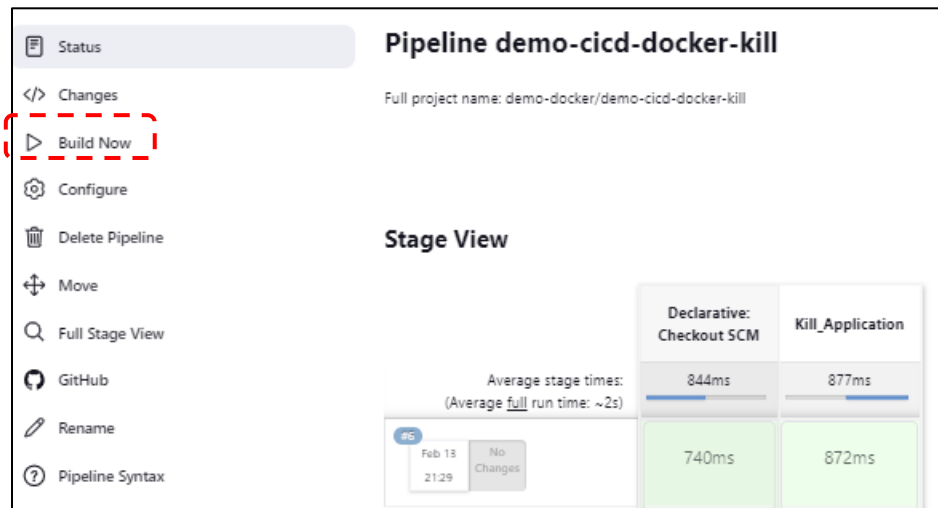 Status
Changes
Build Now
Configure
Delete Pipeline
Move
Full Stage View
GitHub
Rename
Pipeline Syntax
Pipeline demo-cicd-docker-kill
Full project name: demo-docker/demo-cicd-docker-kill
Stage View
Declarative:
Checkout SCM
Kill_Application
Average stage times:
(Average full run time: ~2s)
844ms
877ms
#6
Feb 13
21:29
No
Changes
740ms
872ms